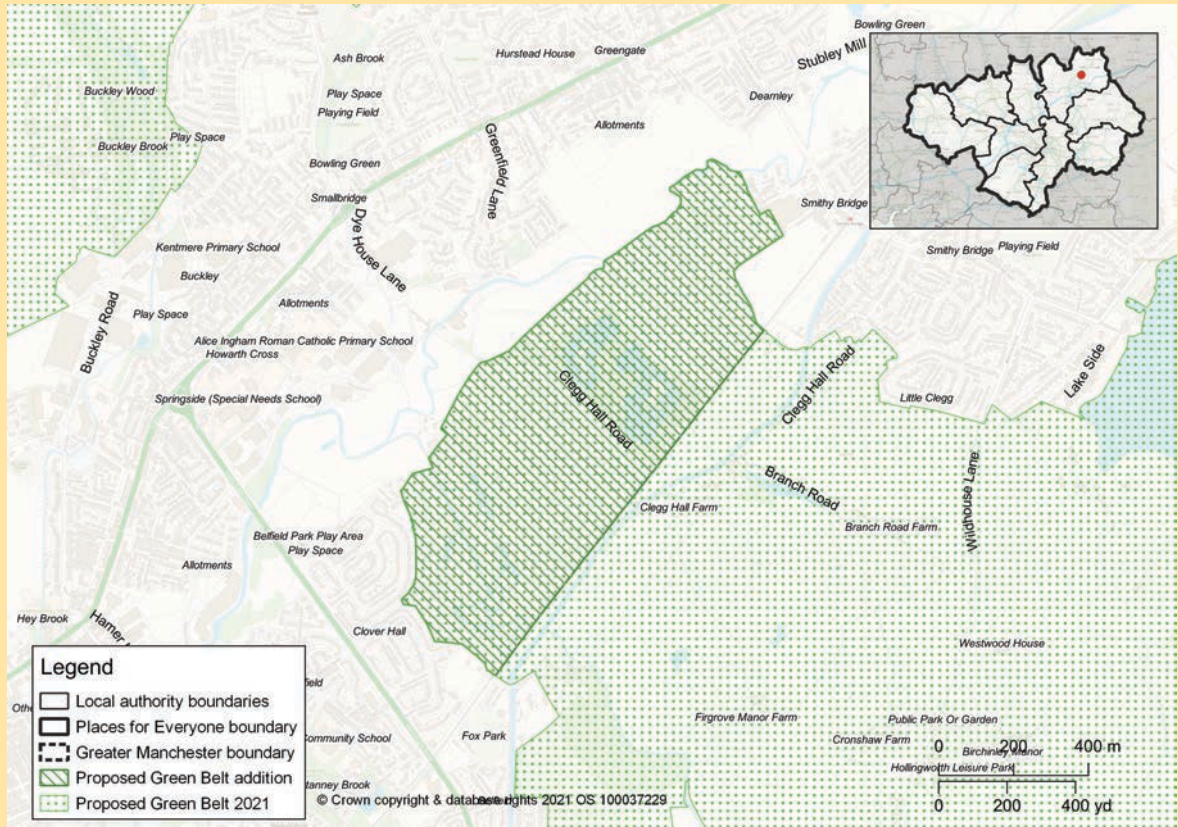 Bowling Green
Stubley Mill
Ash Brook
Hurstead House
Greengate
Buckley Wood
Play Space
Playing Field
Dearnley
Allotments
Play Space
Buckley Brook
Greenfield Lane
Bowling Green
Smallbridge
Smithy Bridge
Dye House Lane
Kentmere Primary School
Smithy Bridge
Playing Field
Buckley
Allotments
Play Space
Buckley Road
Alice Ingham Roman Catholic Primary School
Howarth Cross
Springside (Special Needs School)
Clegg Hall Road
Clegg Hall Road
Lake Side
Little Clegg
Branch Road
Wildhouse Lane
Clegg Hall Farm
Branch Road Farm
Belfield Park Play Area
Play Space
Allotments
Hey Brook
Clover Hall
Westwood House
Firgrove Manor Farm
Public Park Or Garden
Cronshaw Farm
Birchinley Manor
Hollingworth Leisure Park
Fox Park
Community School
Legend
Local authority boundaries
Places for Everyone boundary
Greater Manchester boundary
Proposed Green Belt addition
Proposed Green Belt 2021
© Crown copyright & database rights 2021 OS 100037229
0 200 400 m
0 200 400 yd